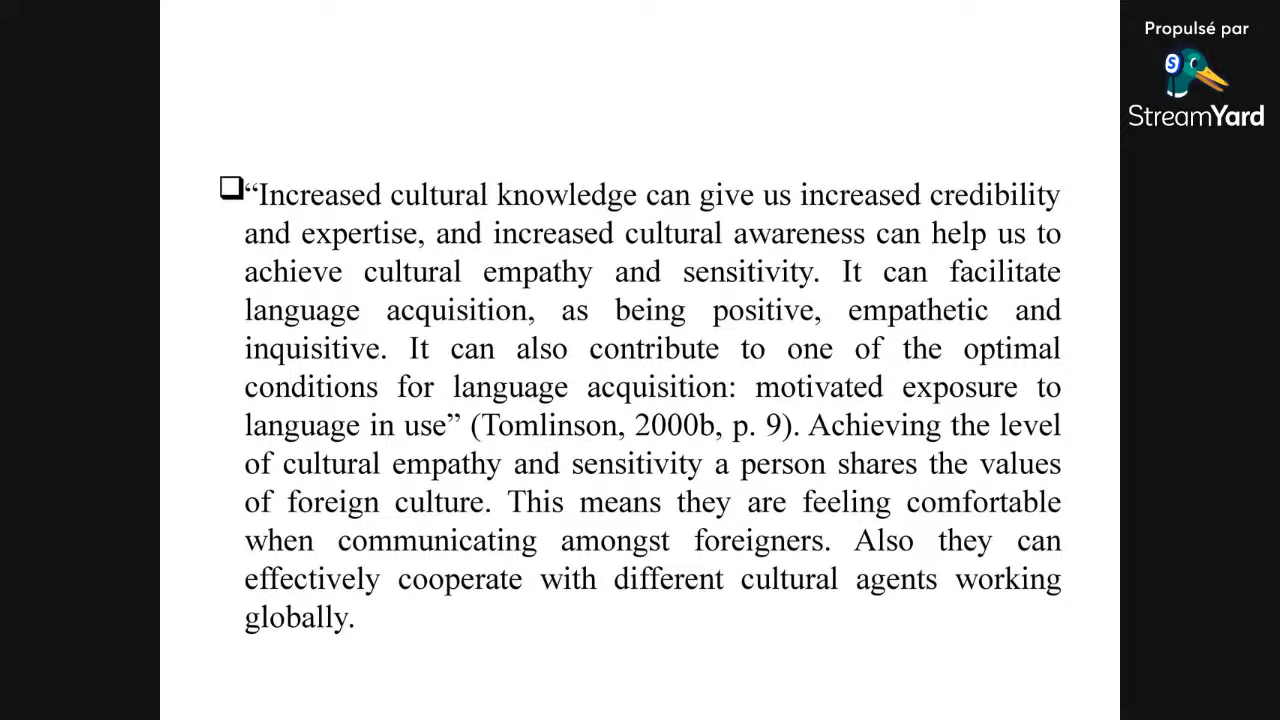 Propulsé par
StreamYard
“Increased cultural knowledge can give us increased credibility
and expertise, and increased cultural awareness can help us to
achieve cultural empathy and sensitivity. It can facilitate
language acquisition, as being positive, empathetic and
inquisitive. It can also contribute to one of the optimal
conditions for language acquisition: motivated exposure to
language in use” (Tomlinson, 2000b, p. 9). Achieving the level
of cultural empathy and sensitivity a person shares the values
of foreign culture. This means they are feeling comfortable
when communicating amongst foreigners. Also they can
effectively cooperate with different cultural agents working
globally.